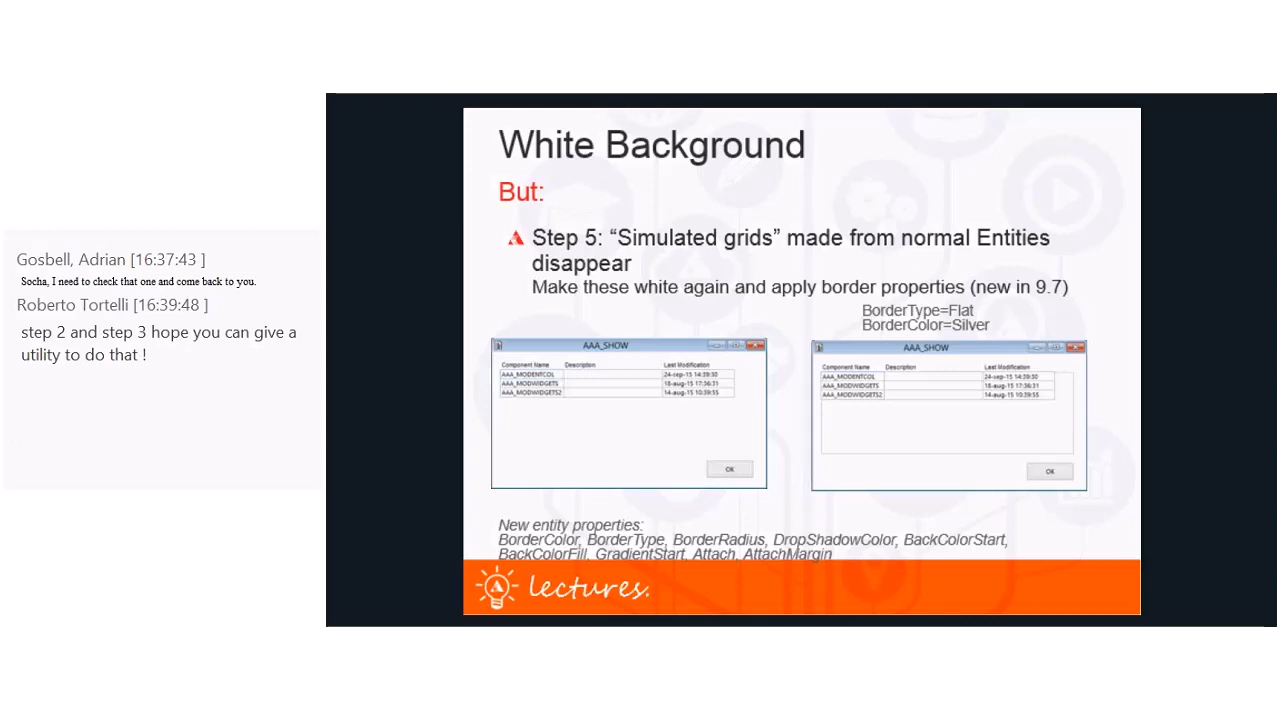 Gosbell, Adrian [16:37:43 ]
Socha, I need to check that one and come back to you.
Roberto Tortelli [16:39:48 ]
step 2 and step 3 hope you can give a
utility to do that !
White Background
But:
Step 5: “Simulated grids” made from normal Entities
disappear
Make these white again and apply border properties (new in 9.7)
BorderType=Flat
BorderColor=Silver
AAA_SHOW
Component Name Description Last Modification
AAA_MODENTCOL 24-sep-15 14:39:30
AAA_MODWIDGETS 18-aug-15 17:36:31
AAA_MODWIDGETS2 14-aug-15 10:39:55
OK
AAA_SHOW
Component Name Description Last Modification
AAA_MODENTCOL 24-sep-15 14:39:30
AAA_MODWIDGETS 18-aug-15 17:36:31
AAA_MODWIDGETS2 14-aug-15 10:39:55
OK
New entity properties:
BorderColor, BorderType, BorderRadius, DropShadowColor, BackColorStart,
BackColorFill, GradientStart, Attach, AttachMargin
lectures.